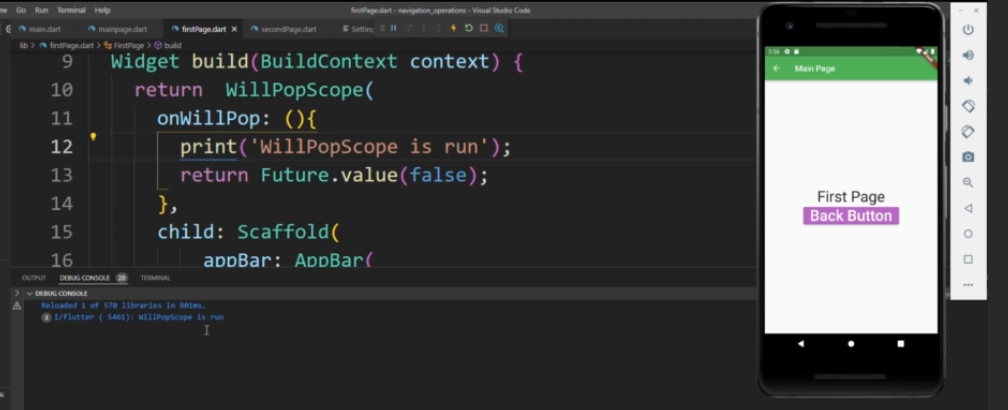 Go Run Terminal Help
firstPage.dart - navigation_operations - Visual Studio Code
main.dart mainpage.dart firstPage.dart secondPage.dart Setting
lib > firstPage.dart > FirstPage > build
9 Widget build(BuildContext context) {
10 return WillPopScope(
11 onWillPop: (){
12 print('WillPopScope is run');
13 return Future.value(false);
14 },
15 child: Scaffold(
16 appBar: AppBar(
OUTPUT DEBUG CONSOLE 20 TERMINAL
DEBUG CONSOLE
Reloaded 1 of 570 libraries in 901ms.
2 I/flutter ( 5461): WillPopScope is run
Main Page
First Page
Back Button